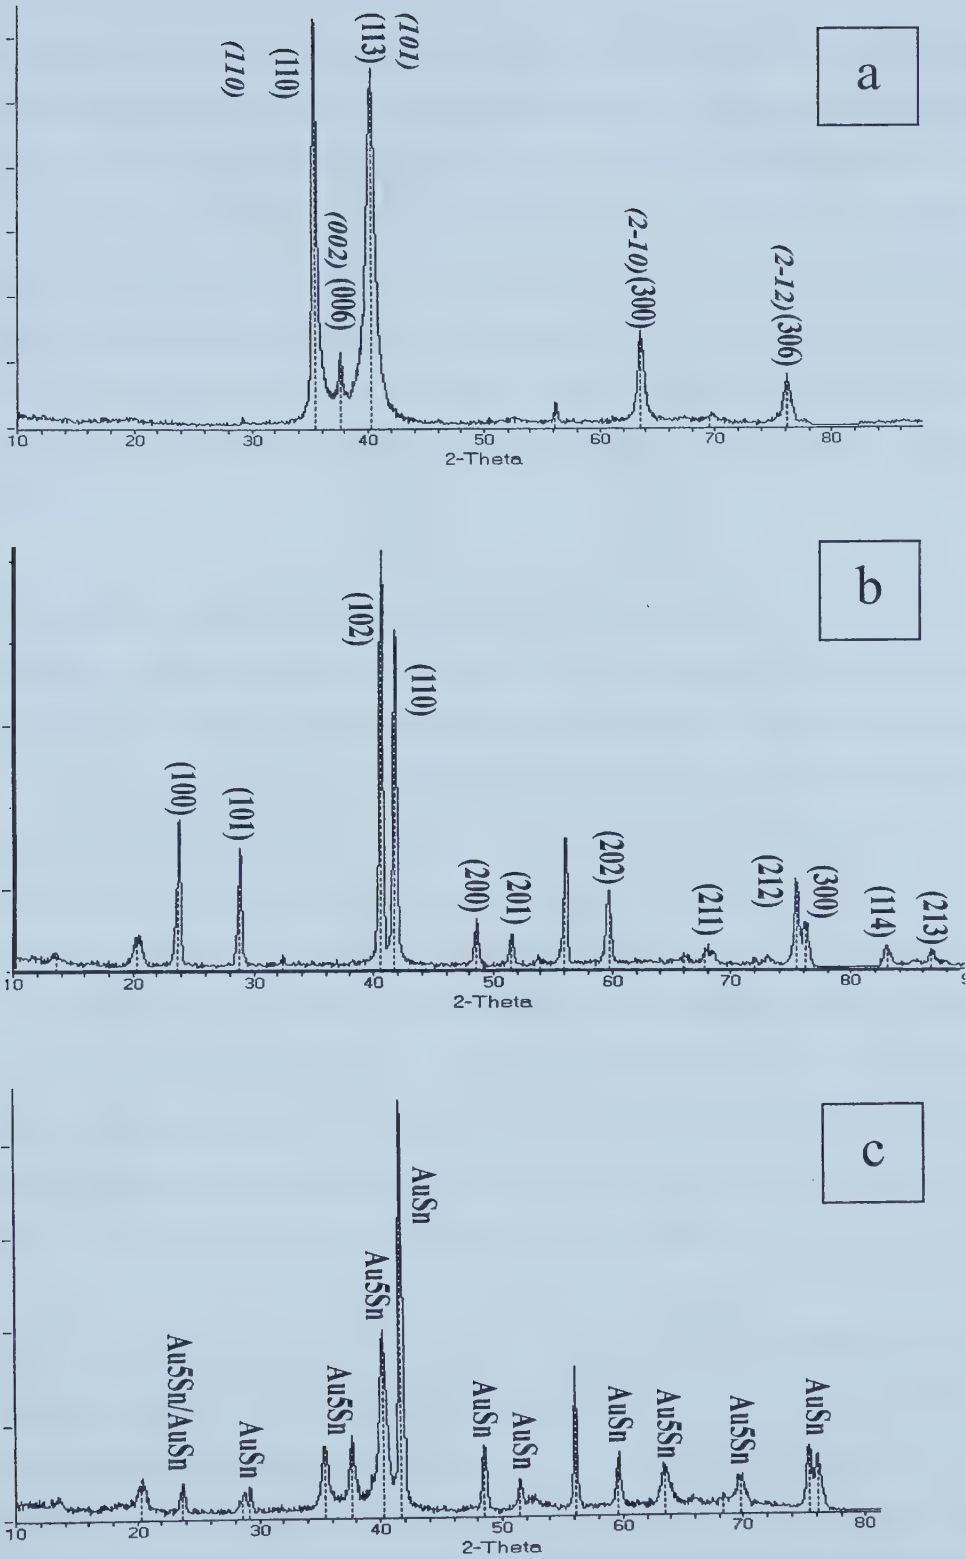 a
(110)
(110)
(113)
(101)
(002) (006)
(2-10) (300)
(2-12) (306)
10 20 30 40 50 60 70 80
2-Theta
b
(100)
(101)
(102)
(110)
(200)
(201)
(202)
(211)
(212)
(300)
(114)
(213)
10 20 30 40 50 60 70 80 9
2-Theta
c
Au5Sn/AuSn
AuSn
Au5Sn
Au5Sn
AuSn
AuSn
AuSn
AuSn
Au5Sn
Au5Sn
AuSn
10 20 30 40 50 60 70 80
2-Theta